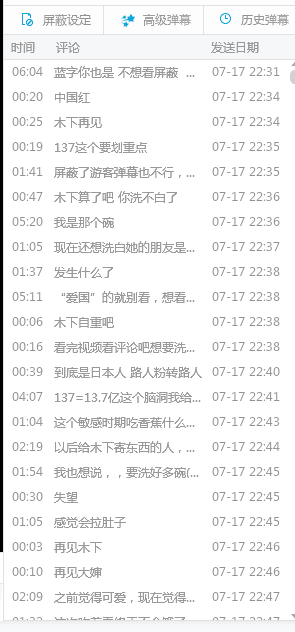 屏蔽设定 高级弹幕 历史弹幕
时间 评论 发送日期
06:04 蓝字你也是 不想看屏蔽 ... 07-17 22:31
00:20 中国红 07-17 22:34
00:25 木下再见 07-17 22:34
00:19 137这个要划重点 07-17 22:35
01:41 屏蔽了游客弹幕也不行，... 07-17 22:35
00:47 木下算了吧 你洗不白了 07-17 22:36
05:20 我是那个碗 07-17 22:36
01:05 现在还想洗白她的朋友是... 07-17 22:37
01:37 发生什么了 07-17 22:38
05:11 “爱国”的就别看，想看... 07-17 22:38
00:06 木下自重吧 07-17 22:38
00:16 看完视频看评论吧想要洗... 07-17 22:38
00:39 到底是日本人 路人粉转路人 07-17 22:40
04:07 137=13.7亿这个脑洞我给... 07-17 22:41
01:04 这个敏感时期吃香蕉什么... 07-17 22:43
02:19 以后给木下寄东西的人，... 07-17 22:44
01:54 我也想说，，要洗好多碗(... 07-17 22:45
00:30 失望 07-17 22:45
01:05 感觉会拉肚子 07-17 22:45
00:03 再见木下 07-17 22:46
00:10 再见大婶 07-17 22:46
02:09 之前觉得可爱，现在觉得... 07-17 22:47